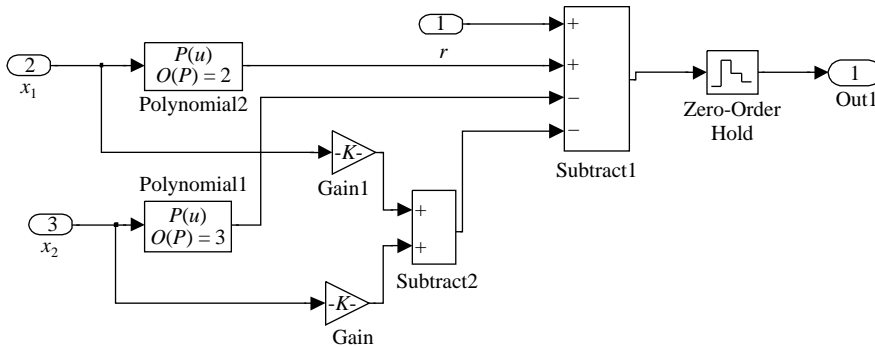 1
r
2
x1
P(u)
O(P) = 2
Polynomial2
+
+
−
−
Subtract1
Zero-Order
Hold
1
Out1
-K-
Gain1
Polynomial1
3
x2
P(u)
O(P) = 3
+
+
Subtract2
-K-
Gain